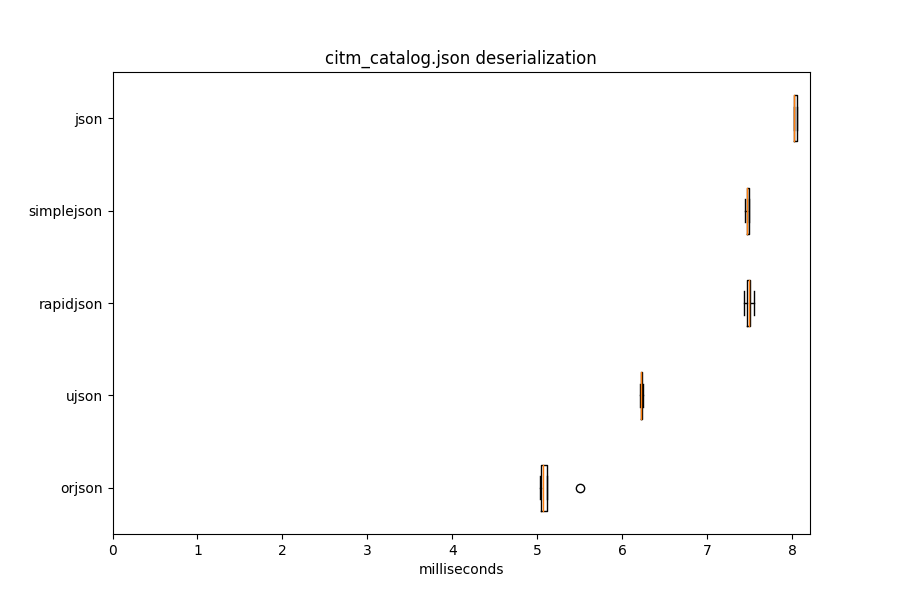 citm_catalog.json deserialization
json
simplejson
rapidjson
ujson
orjson
0 1 2 3 4 5 6 7 8
milliseconds